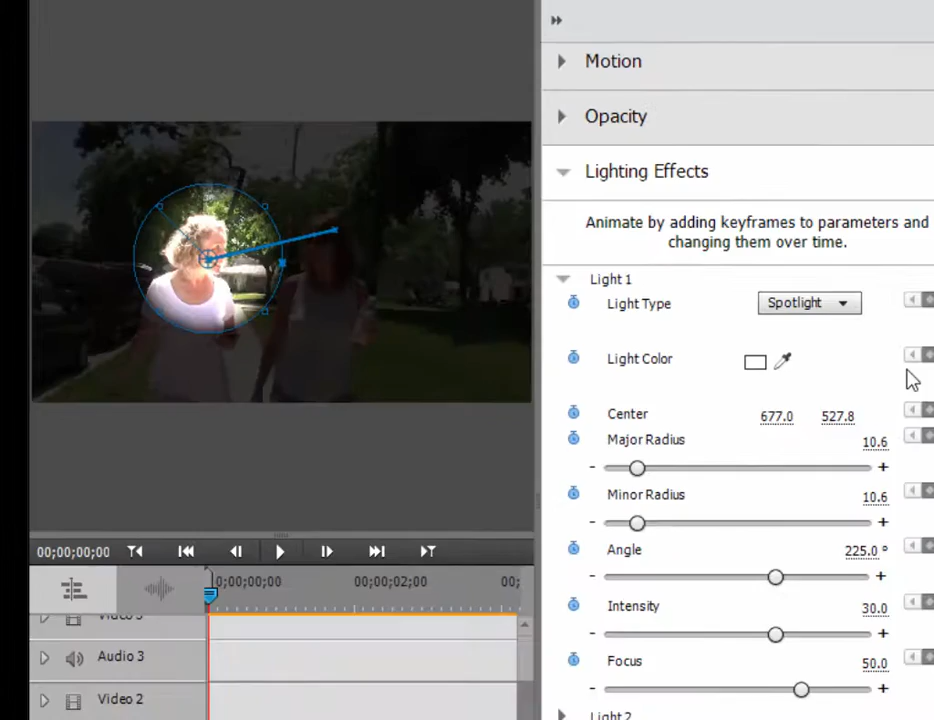 Motion
Opacity
Lighting Effects
Animate by adding keyframes to parameters and
changing them over time.
Light 1
Light Type Spotlight
Light Color
Center 677.0 527.8
Major Radius 10.6
- +
Minor Radius 10.6
- +
Angle 225.0 °
- +
Intensity 30.0
- +
Focus 50.0
- +
Light 2
00;00;00;00
0;00;00;00 00;00;02;00 00;
Video 3
Audio 3
Video 2